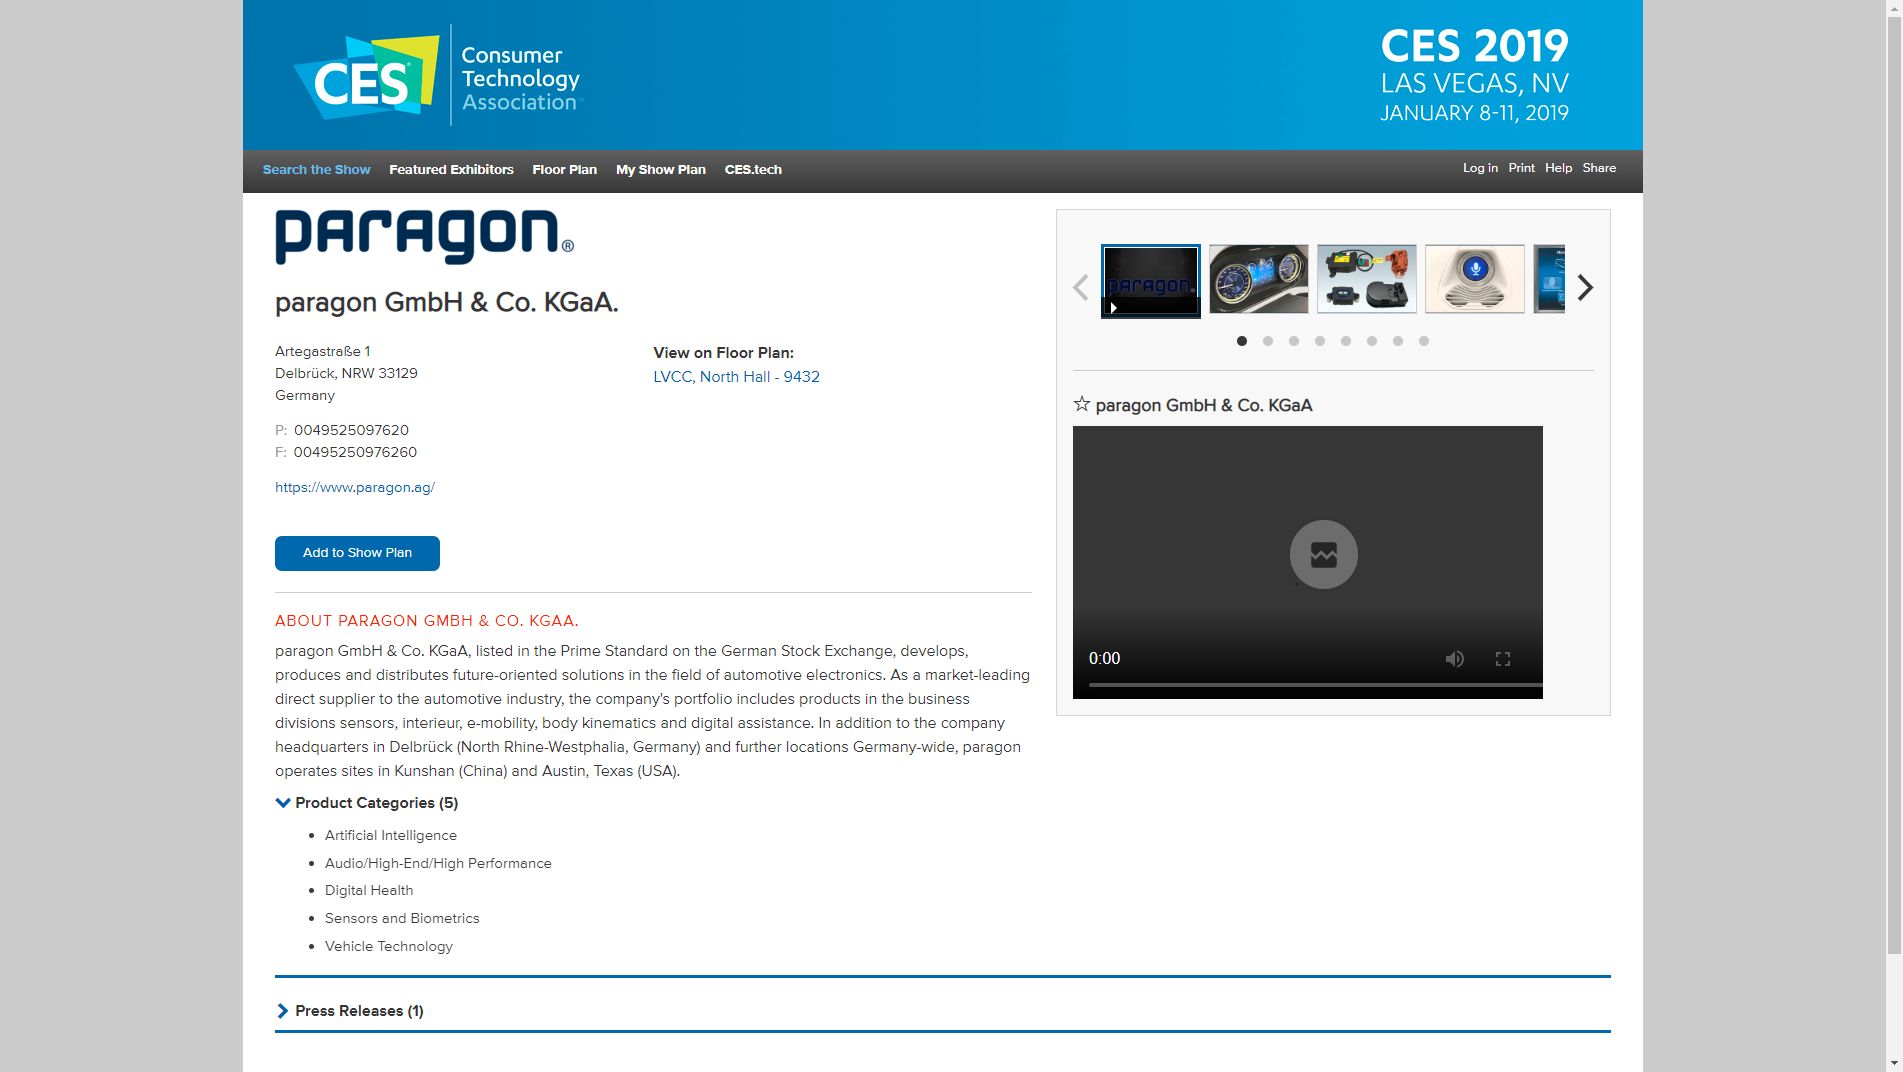 CES
Consumer
Technology
Association
CES 2019
LAS VEGAS, NV
JANUARY 8-11, 2019
Search the Show Featured Exhibitors Floor Plan My Show Plan CES.tech
Log in Print Help Share
paragon®
paragon GmbH & Co. KGaA.
Artegastraße 1
Delbrück, NRW 33129
Germany
P: 0049525097620
F: 00495250976260
https://www.paragon.ag/
View on Floor Plan:
LVCC, North Hall - 9432
Add to Show Plan
paragon
☆ paragon GmbH & Co. KGaA
0:00
ABOUT PARAGON GMBH & CO. KGAA.
paragon GmbH & Co. KGaA, listed in the Prime Standard on the German Stock Exchange, develops,
produces and distributes future-oriented solutions in the field of automotive electronics. As a market-leading
direct supplier to the automotive industry, the company's portfolio includes products in the business
divisions sensors, interieur, e-mobility, body kinematics and digital assistance. In addition to the company
headquarters in Delbrück (North Rhine-Westphalia, Germany) and further locations Germany-wide, paragon
operates sites in Kunshan (China) and Austin, Texas (USA).
Product Categories (5)
• Artificial Intelligence
• Audio/High-End/High Performance
• Digital Health
• Sensors and Biometrics
• Vehicle Technology
Press Releases (1)